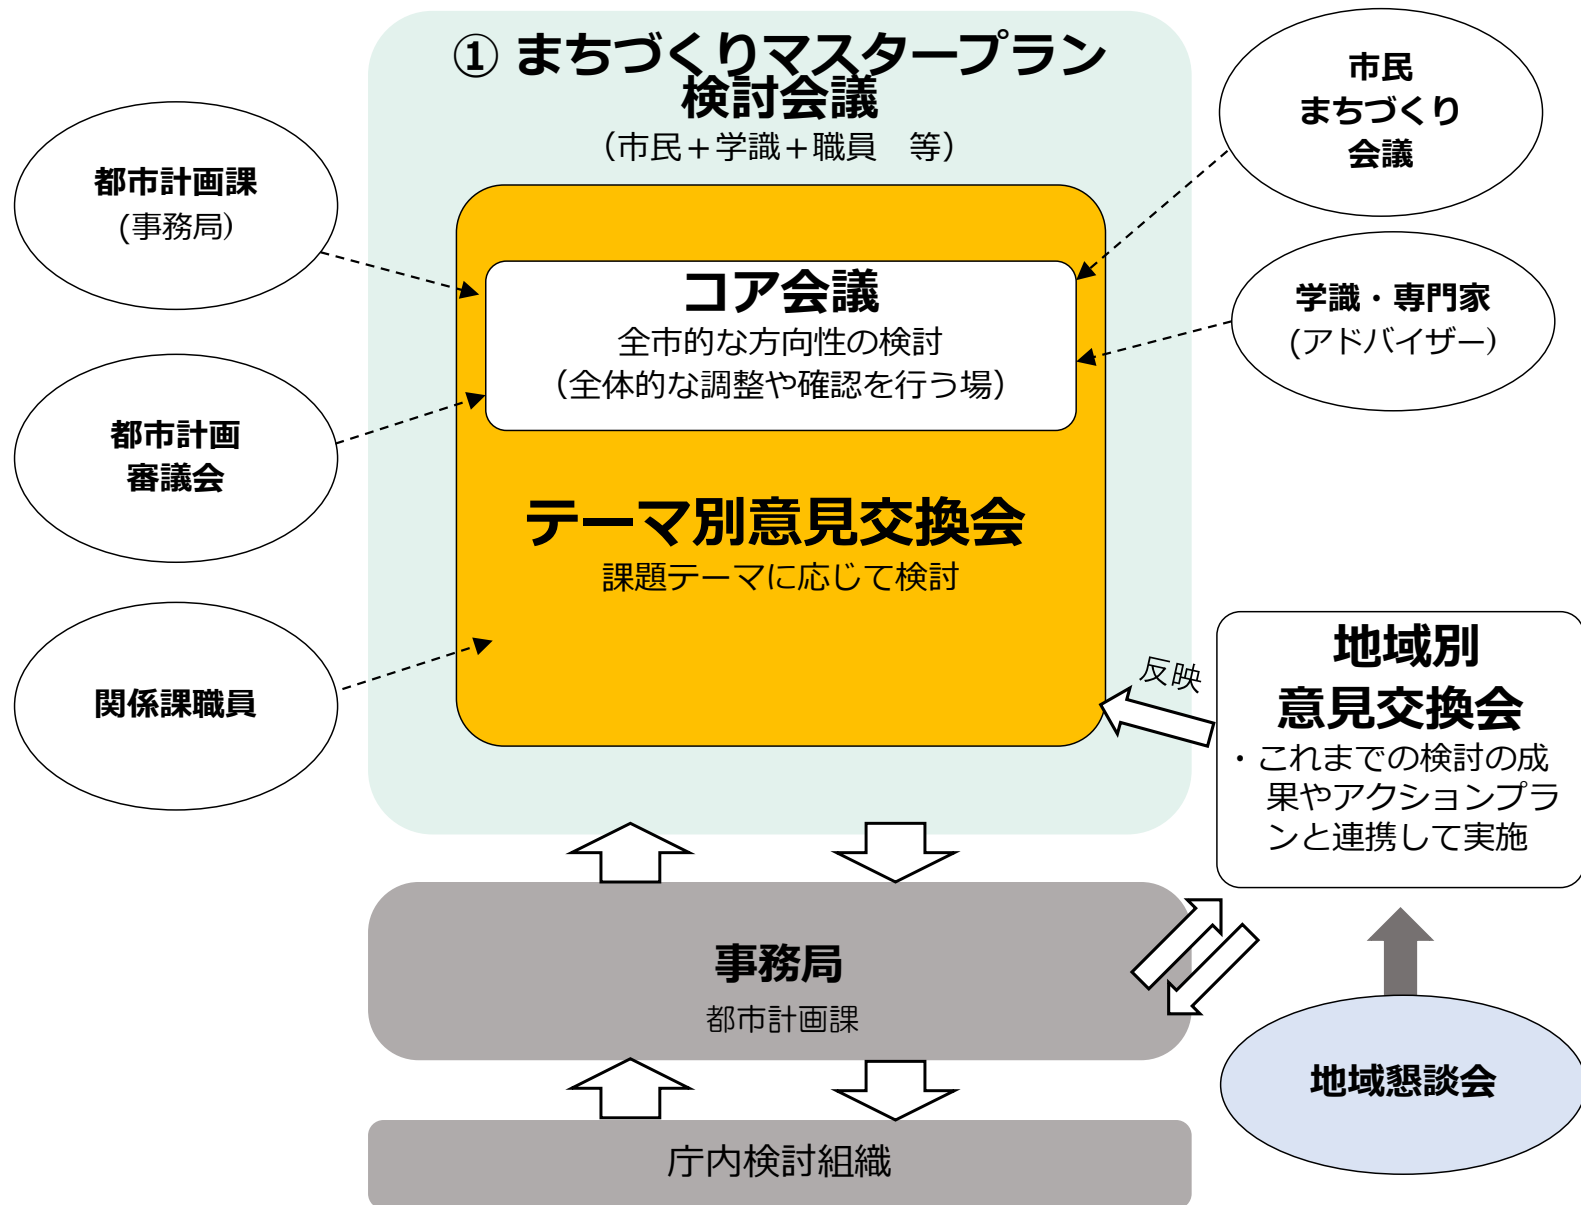 ① まちづくりマスタープラン
検討会議
（市民＋学識＋職員　等）
都市計画課
(事務局）
市民
まちづくり
会議
コア会議
全市的な方向性の検討
（全体的な調整や確認を行う場）
学識・専門家
(アドバイザー）
都市計画
審議会
テーマ別意見交換会
課題テーマに応じて検討
関係課職員
反映
地域別
意見交換会
・これまでの検討の成
果やアクションプラ
ンと連携して実施
事務局
都市計画課
地域懇談会
庁内検討組織